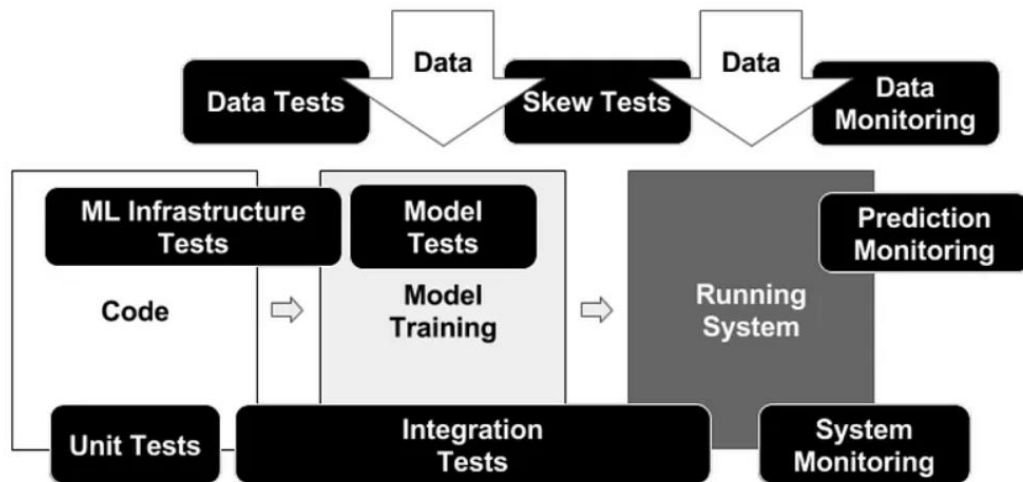 Data
Data
Data Tests
Skew Tests
Data
Monitoring
ML Infrastructure
Tests
Model
Tests
Prediction
Monitoring
Code
Model
Training
Running
System
Unit Tests
Integration
Tests
System
Monitoring